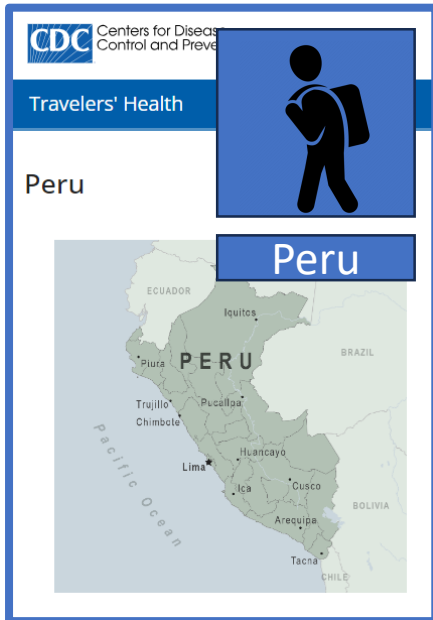 CDC Centers for Disease
Control and Preve
Travelers' Health
Peru
Peru
ECUADOR
Iquitos
BRAZIL
Piura
PERU
Trujillo
Pucallpa
Chimbote
Huancayo
Lima
Pacific Ocean
Ica
Cusco
BOLIVIA
Arequipa
Tacna
CHILE